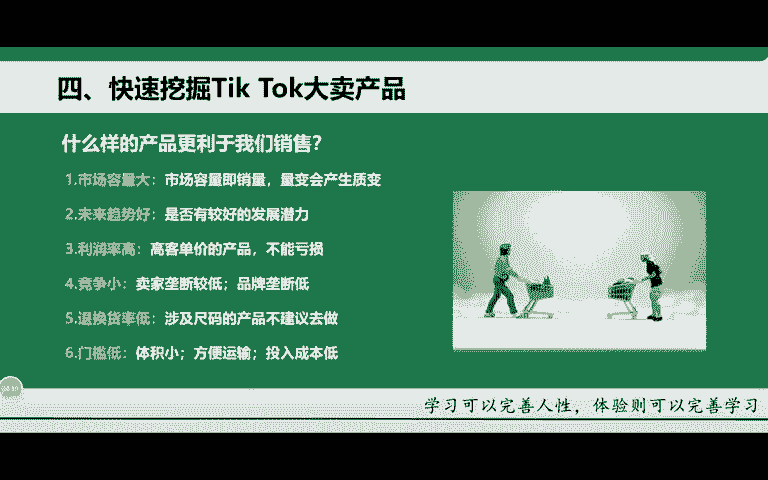 四、快速挖掘Tik Tok大卖产品
什么样的产品更利于我们销售？
1.市场容量大：市场容量即销量，量变会产生质变
2.未来趋势好：是否有较好的发展潜力
3.利润率高：高客单价的产品，不能亏损
4.竞争小：卖家垄断较低；品牌垄断低
5.退换货率低：涉及尺码的产品不建议去做
6.门槛低：体积小；方便运输；投入成本低
学习可以完善人性，体验则可以完善学习